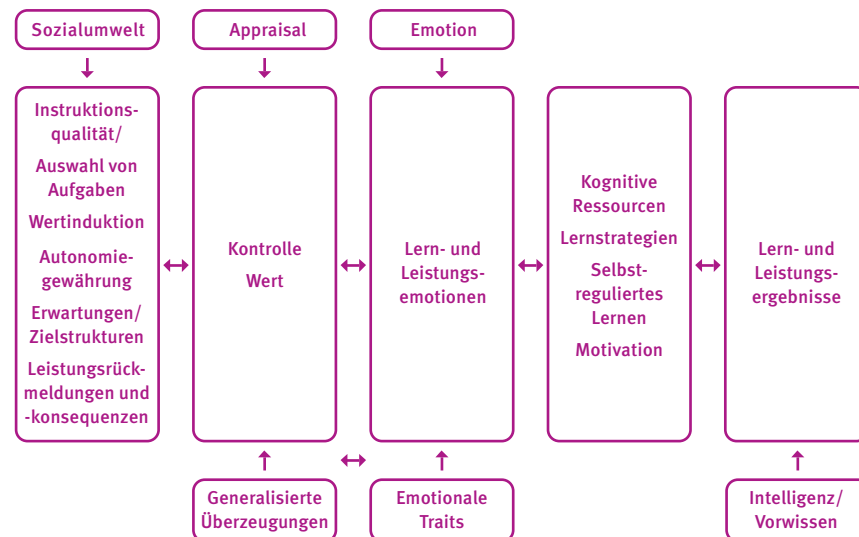 Sozialumwelt
Appraisal
Emotion
Instruktions-
qualität/
Auswahl von
Aufgaben
Wertinduktion
Autonomie-
gewährung
Erwartungen/
Zielstrukturen
Leistungsrück-
meldungen und
-konsequenzen
Kontrolle
Wert
Lern- und
Leistungs-
emotionen
Kognitive
Ressourcen
Lernstrategien
Selbst-
reguliertes
Lernen
Motivation
Lern- und
Leistungs-
ergebnisse
Generalisierte
Überzeugungen
Emotionale
Traits
Intelligenz/
Vorwissen